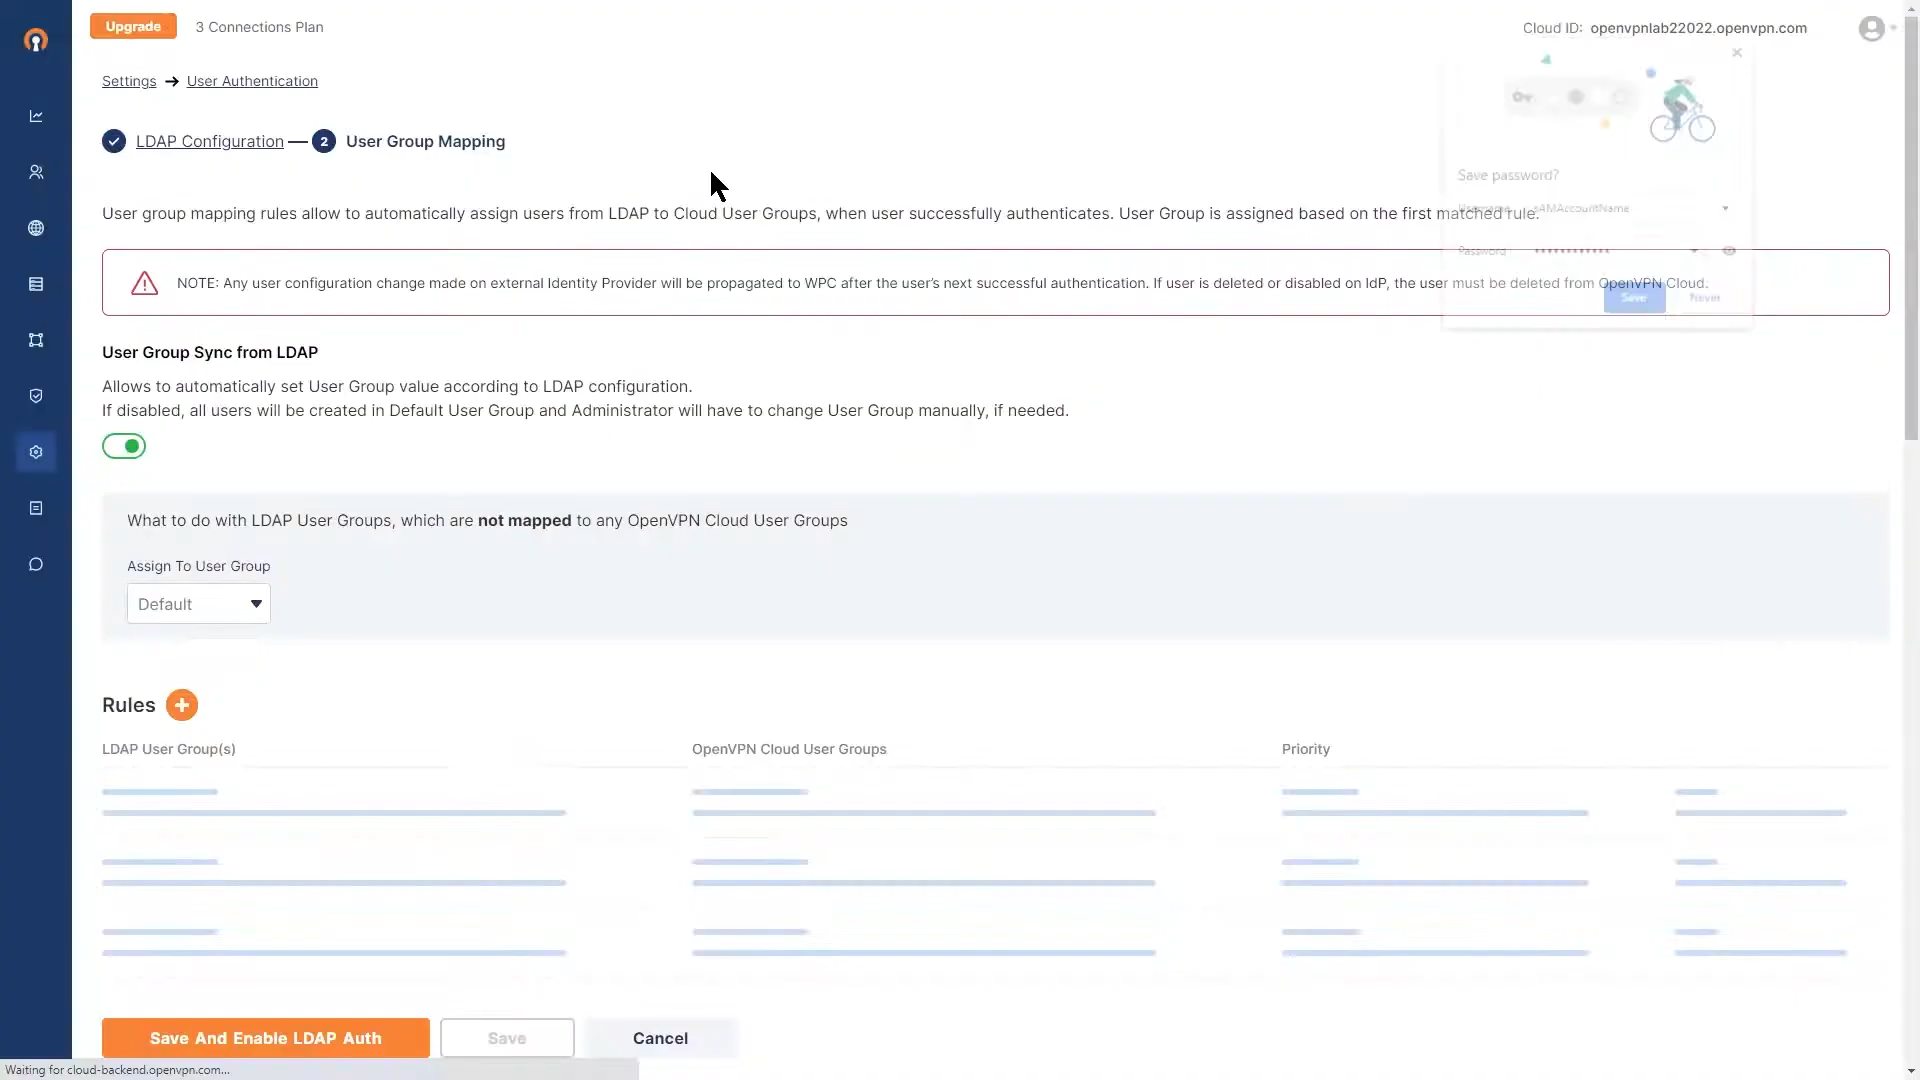 Upgrade
3 Connections Plan
Cloud ID: openvpnlab22022.openvpn.com
Settings → User Authentication
LDAP Configuration
2 User Group Mapping
Save password?
User group mapping rules allow to automatically assign users from LDAP to Cloud User Groups, when user successfully authenticates. User Group is assigned based on the first matched rule.
Username sAMAccountName
Password
NOTE: Any user configuration change made on external Identity Provider will be propagated to WPC after the user's next successful authentication. If user is deleted or disabled on IdP, the user must be deleted from OpenVPN Cloud.
Save Never
User Group Sync from LDAP
Allows to automatically set User Group value according to LDAP configuration.
If disabled, all users will be created in Default User Group and Administrator will have to change User Group manually, if needed.
What to do with LDAP User Groups, which are not mapped to any OpenVPN Cloud User Groups
Assign To User Group
Default
Rules
LDAP User Group(s)
OpenVPN Cloud User Groups
Priority
Save And Enable LDAP Auth
Save
Cancel
Waiting for cloud-backend.openvpn.com...